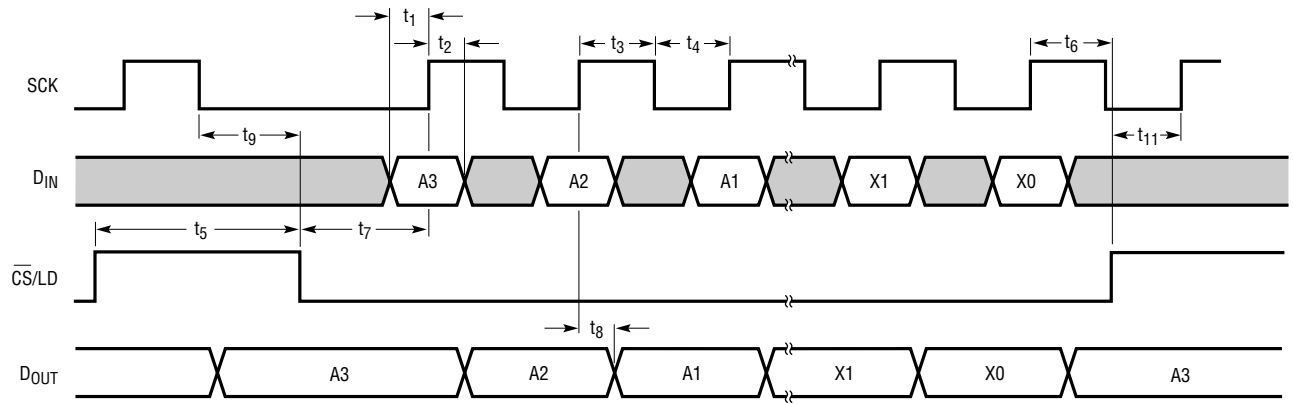 t1
t2 t3 t4 t6
SCK
t9 t11
DIN A3 A2 A1 X1 X0
t5 t7
CS/LD
t8
DOUT A3 A2 A1 X1 X0 A3